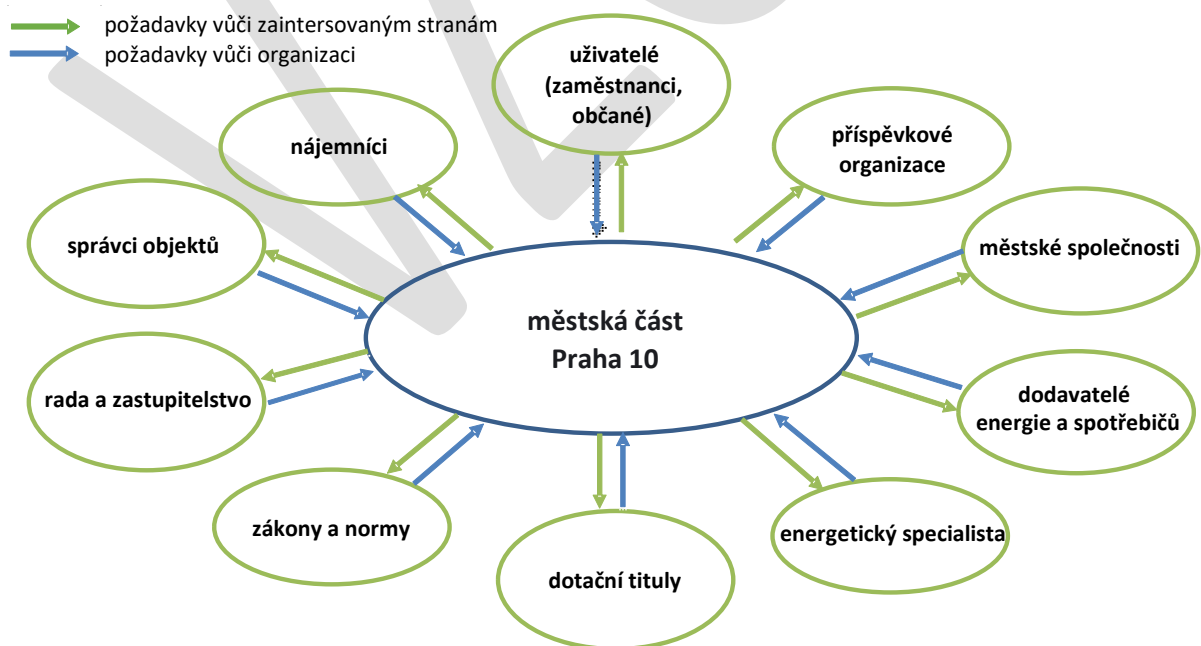 požadavky vůči zaintersovaným stranám
požadavky vůči organizaci
uživatelé
(zaměstnanci,
občané)
nájemníci
příspěvkové
organizace
správci objektů
městské společnosti
městská část
Praha 10
rada a zastupitelstvo
dodavatelé
energie a spotřebičů
zákony a normy
energetický specialista
dotační tituly